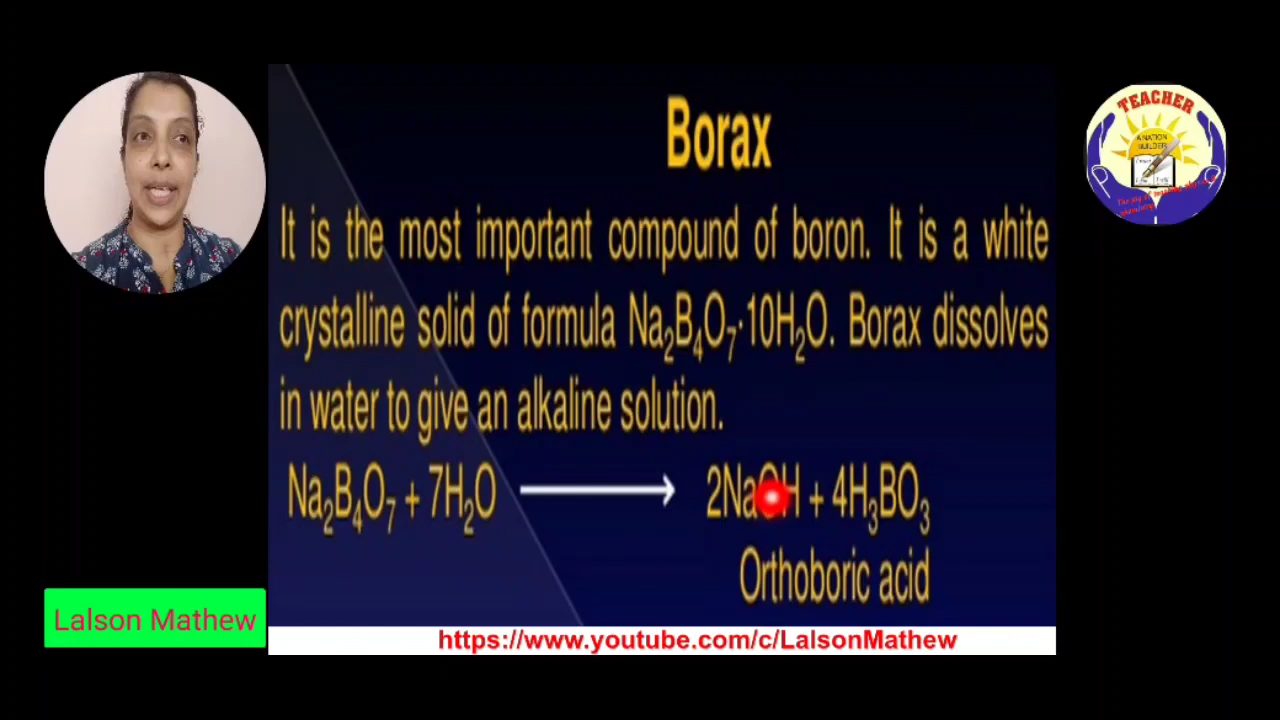 TEACHER
A NATION
BUILDER
Borax
It is the most important compound of boron. It is a white
crystalline solid of formula Na₂B₄O₇·10H₂O. Borax dissolves
in water to give an alkaline solution.
Na₂B₄O₇ + 7H₂O ⟶ 2NaOH + 4H₃BO₃
Orthoboric acid
Lalson Mathew
https://www.youtube.com/c/LalsonMathew